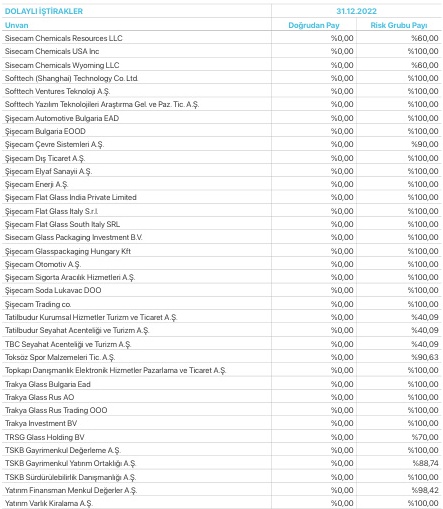 DOLAYLI İŞTİRAKLER 31.12.2022
Unvan Doğrudan Pay Risk Grubu Payı
Sisecam Chemicals Resources LLC %0,00 %60,00
Sisecam Chemicals USA Inc %0,00 %100,00
Sisecam Chemicals Wyoming LLC %0,00 %60,00
Softtech (Shanghai) Technology Co. Ltd. %0,00 %100,00
Softtech Ventures Teknoloji A.Ş. %0,00 %100,00
Softtech Yazılım Teknolojileri Araştırma Gel. ve Paz. Tic. A.Ş. %0,00 %100,00
Şişecam Automotive Bulgaria EAD %0,00 %100,00
Şişecam Bulgaria EOOD %0,00 %100,00
Şişecam Çevre Sistemleri A.Ş. %0,00 %90,00
Şişecam Dış Ticaret A.Ş. %0,00 %100,00
Şişecam Elyaf Sanayii A.Ş. %0,00 %100,00
Şişecam Enerji A.Ş. %0,00 %100,00
Şişecam Flat Glass India Private Limited %0,00 %100,00
Şişecam Flat Glass Italy S.r.l. %0,00 %100,00
Şişecam Flat Glass South Italy SRL %0,00 %100,00
Sisecam Glass Packaging Investment B.V. %0,00 %100,00
Şişecam Glasspackaging Hungary Kft %0,00 %100,00
Şişecam Otomotiv A.Ş. %0,00 %100,00
Şişecam Sigorta Aracılık Hizmetleri A.Ş. %0,00 %100,00
Şişecam Soda Lukavac DOO %0,00 %100,00
Şişecam Trading co. %0,00 %100,00
Tatilbudur Kurumsal Hizmetler Turizm ve Ticaret A.Ş. %0,00 %40,09
Tatilbudur Seyahat Acenteliği ve Turizm A.Ş. %0,00 %40,09
TBC Seyahat Acenteliği ve Turizm A.Ş. %0,00 %40,09
Toksöz Spor Malzemeleri Tic. A.Ş. %0,00 %90,63
Topkapı Danışmanlık Elektronik Hizmetler Pazarlama ve Ticaret A.Ş. %0,00 %100,00
Trakya Glass Bulgaria Ead %0,00 %100,00
Trakya Glass Rus AO %0,00 %100,00
Trakya Glass Rus Trading OOO %0,00 %100,00
Trakya Investment BV %0,00 %100,00
TRSG Glass Holding BV %0,00 %70,00
TSKB Gayrimenkul Değerleme A.Ş. %0,00 %100,00
TSKB Gayrimenkul Yatırım Ortaklığı A.Ş. %0,00 %88,74
TSKB Sürdürülebilirlik Danışmanlığı A.Ş. %0,00 %100,00
Yatırım Finansman Menkul Değerler A.Ş. %0,00 %98,42
Yatırım Varlık Kiralama A.Ş. %0,00 %100,00